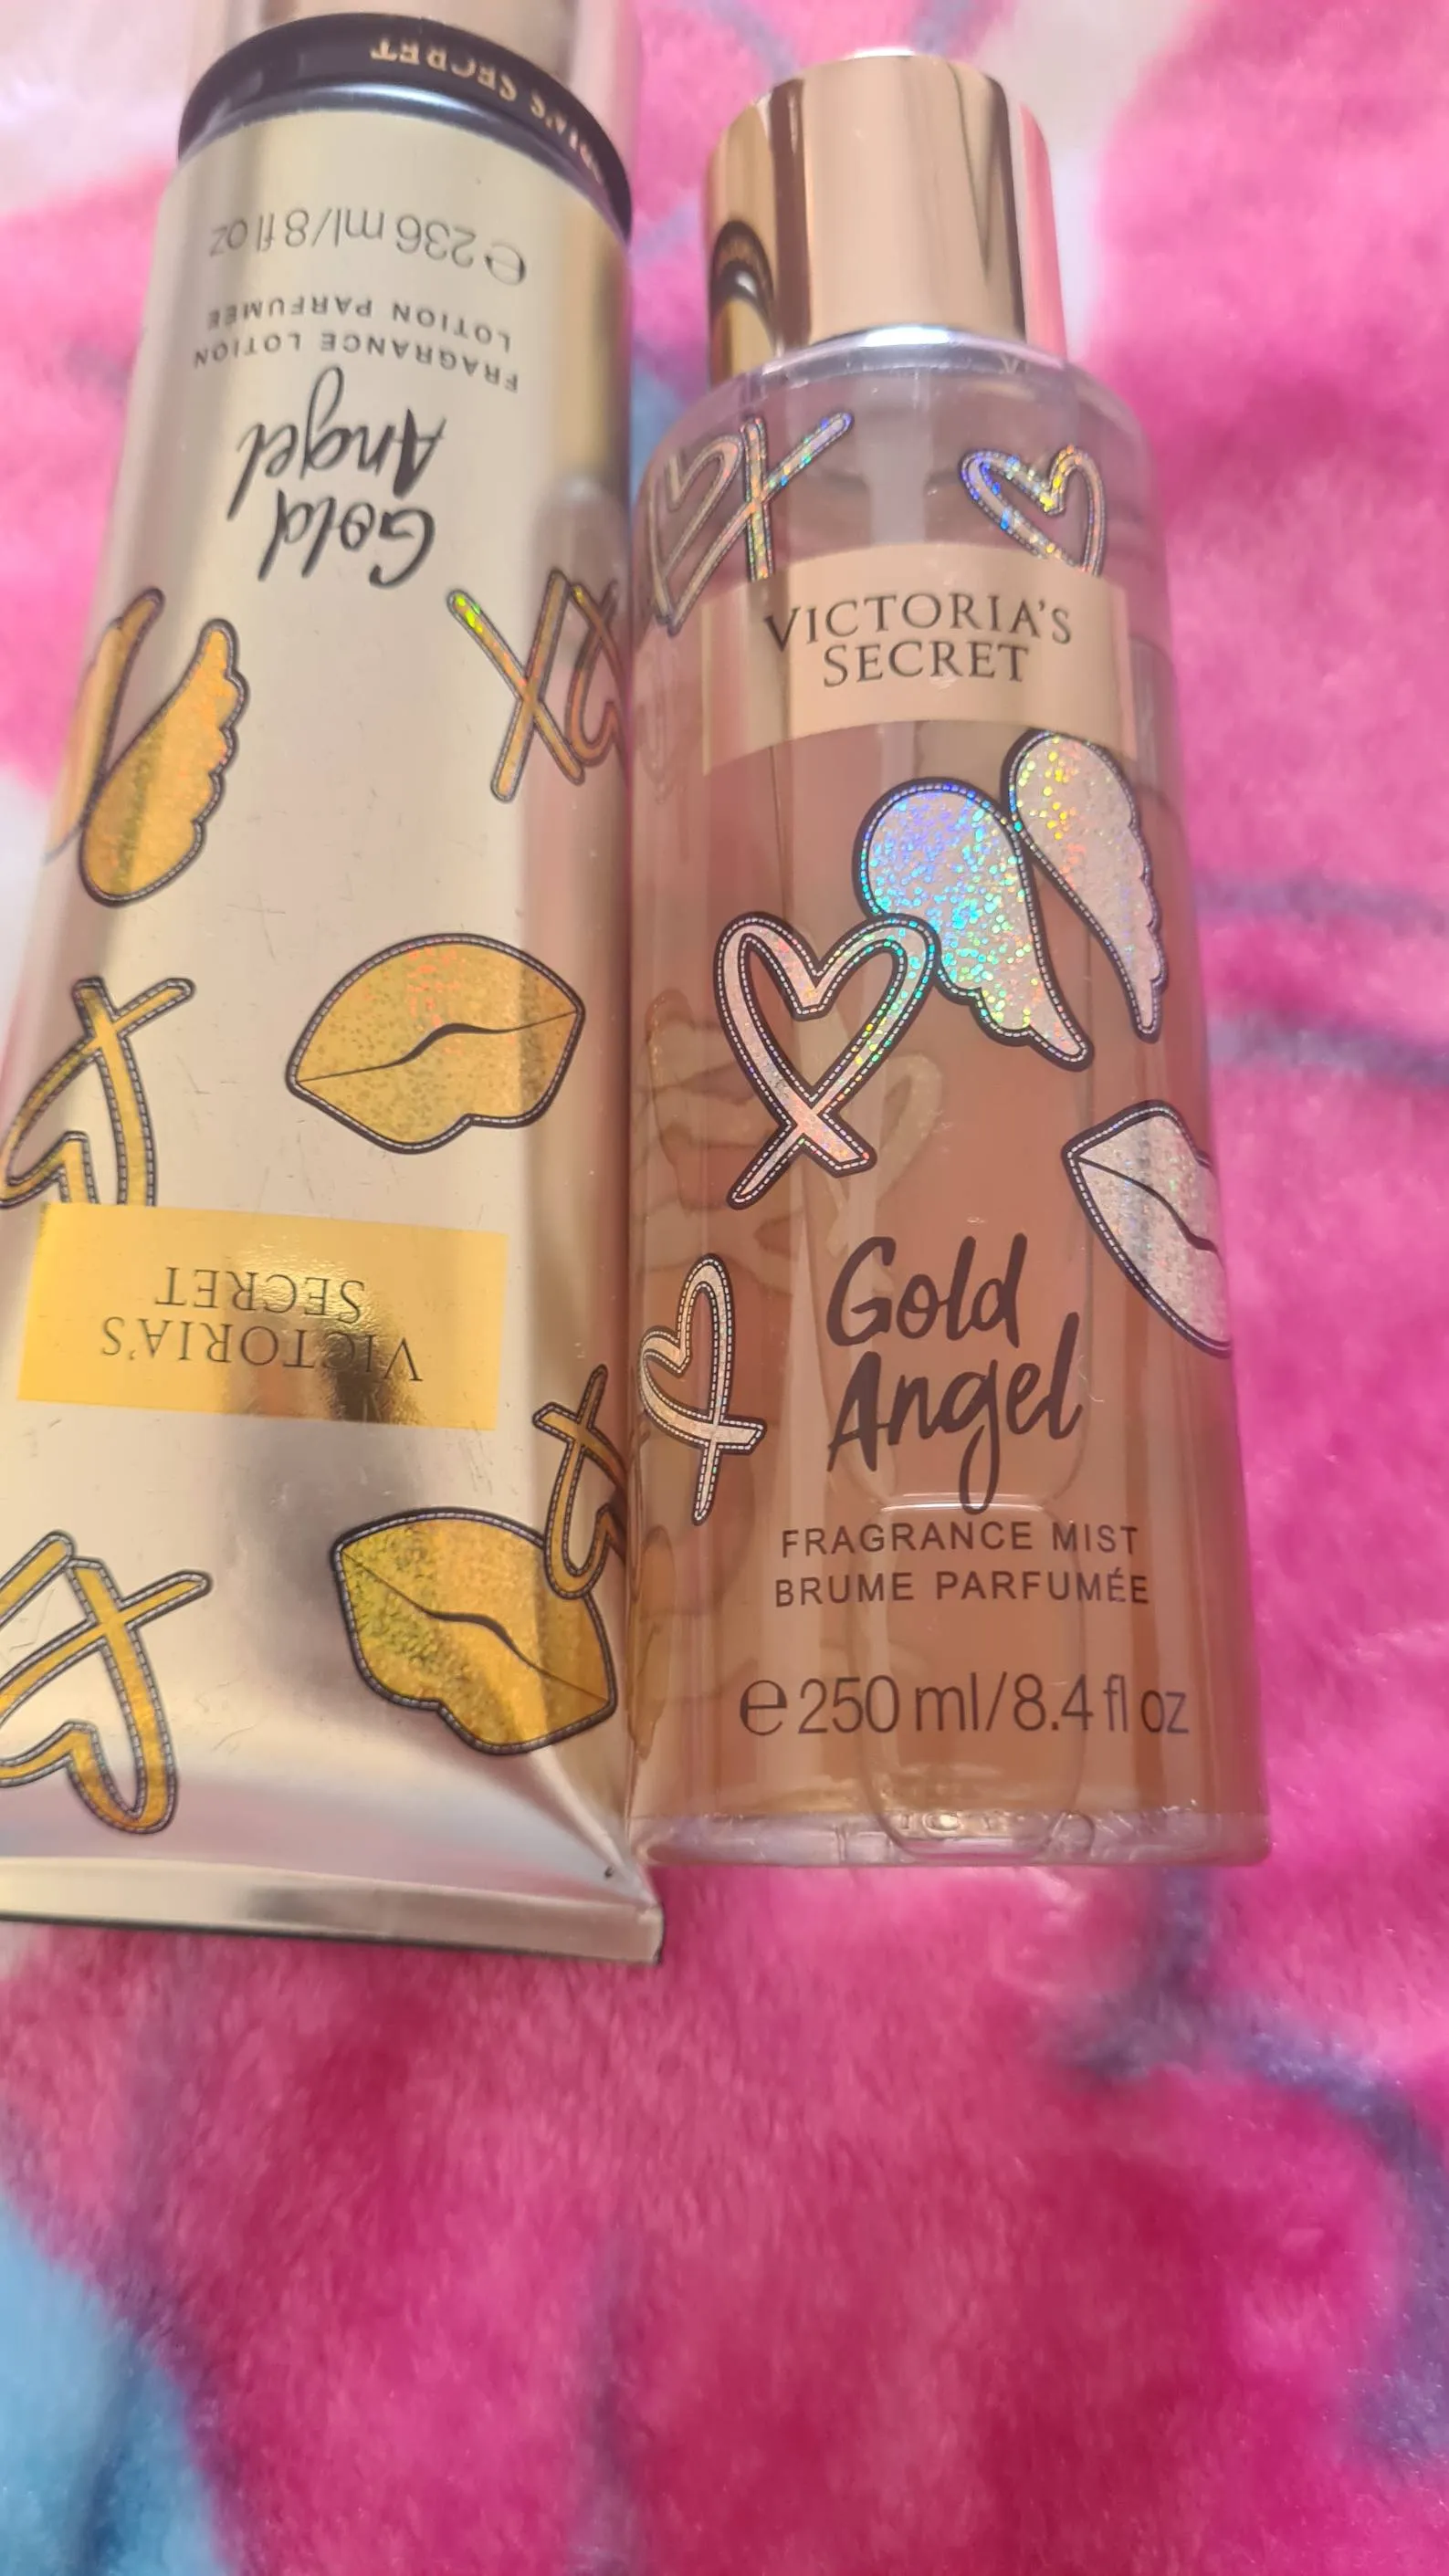 VICTORIA'S SECRET
e 236 ml/8 fl oz
FRAGRANCE LOTION
LOTION PARFUMÉE
Gold
Angel
VICTORIA'S
SECRET
VICTORIA'S
SECRET
Gold
Angel
FRAGRANCE MIST
BRUME PARFUMÉE
e 250 ml/8.4 fl oz